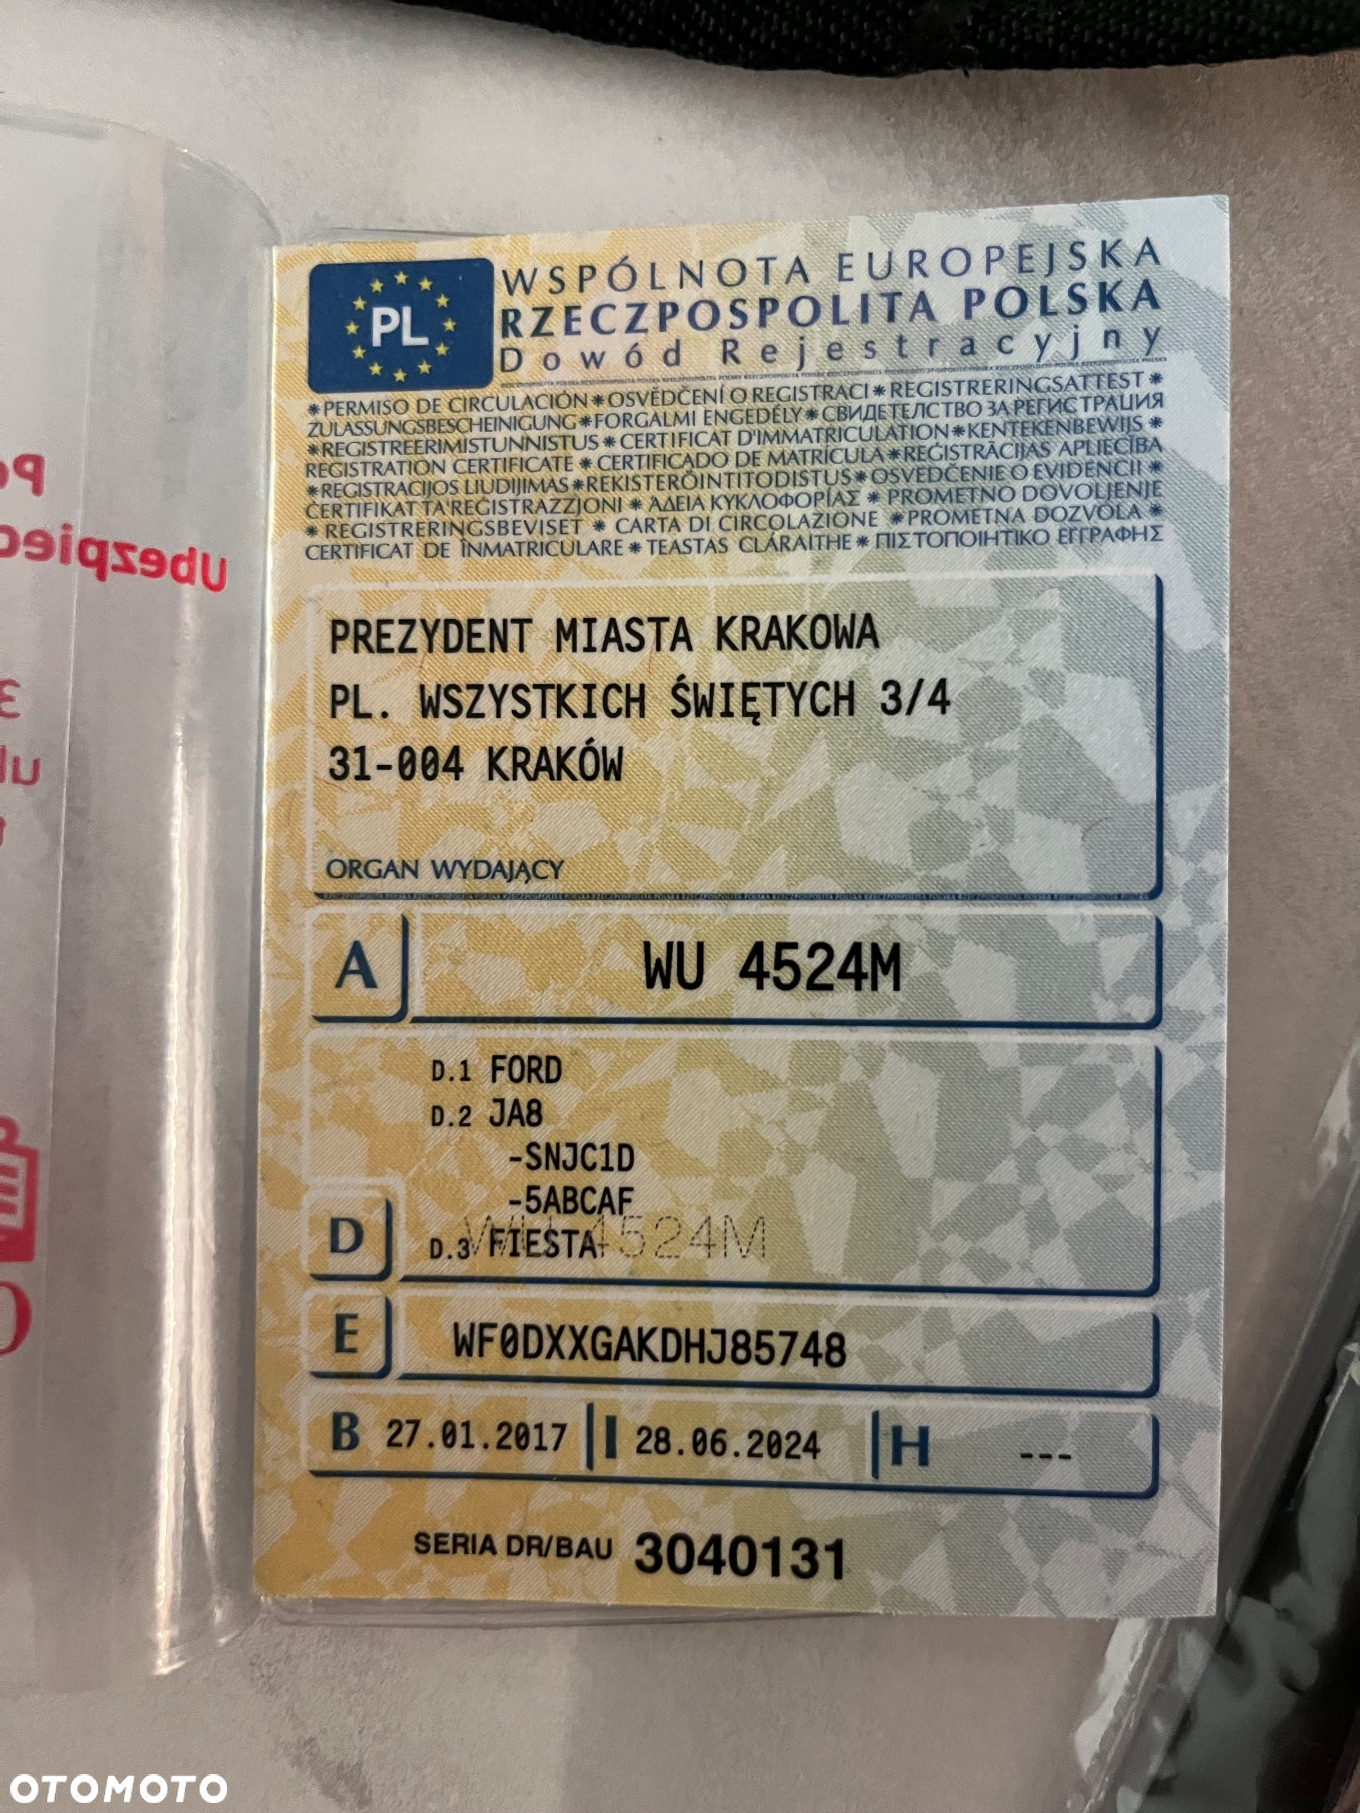 PL
WSPÓLNOTA EUROPEJSKA
RZECZPOSPOLITA POLSKA
Dowód Rejestracyjny
*PERMISO DE CIRCULACIÓN*OSVĚDČENÍ O REGISTRACI*REGISTRERINGSATTEST*
ZULASSUNGSBESCHEINIGUNG*FORGALMI ENGEDÉLY*СВИДЕТЕЛСТВО ЗА РЕГИСТРАЦИЯ
*REGISTREERIMISTUNNISTUS*CERTIFICAT D'IMMATRICULATION*KENTEKENBEWIJS*
REGISTRATION CERTIFICATE*CERTIFICADO DE MATRÍCULA*REĢISTRĀCIJAS APLIECĪBA
*REGISTRACIJOS LIUDIJIMAS*REKISTERÖINTITODISTUS*OSVEDČENIE O EVIDENCII*
ĊERTIFIKAT TA'REĠISTRAZZJONI*ΆΔΕΙΑ ΚΥΚΛΟΦΟΡΊΑΣ*PROMETNO DOVOLJENJE
*REGISTRERINGSBEVISET*CARTA DI CIRCOLAZIONE*PROMETNA DOZVOLA*
CERTIFICAT DE ÎNMATRICULARE*TEASTAS CLÁRAITHE*ΠΙΣΤΟΠΟΙΗΤΙΚΟ ΕΓΓΡΑΦΗΣ
PREZYDENT MIASTA KRAKOWA
PL. WSZYSTKICH ŚWIĘTYCH 3/4
31-004 KRAKÓW
ORGAN WYDAJĄCY
A WU 4524M
D.1 FORD
D.2 JA8
-SNJC1D
-5ABCAF
D D.3 FIESTA
WU 4524M
E WF0DXXGAKDHJ85748
B 27.01.2017 I 28.06.2024 H ---
SERIA DR/BAU 3040131
OTOMOTO